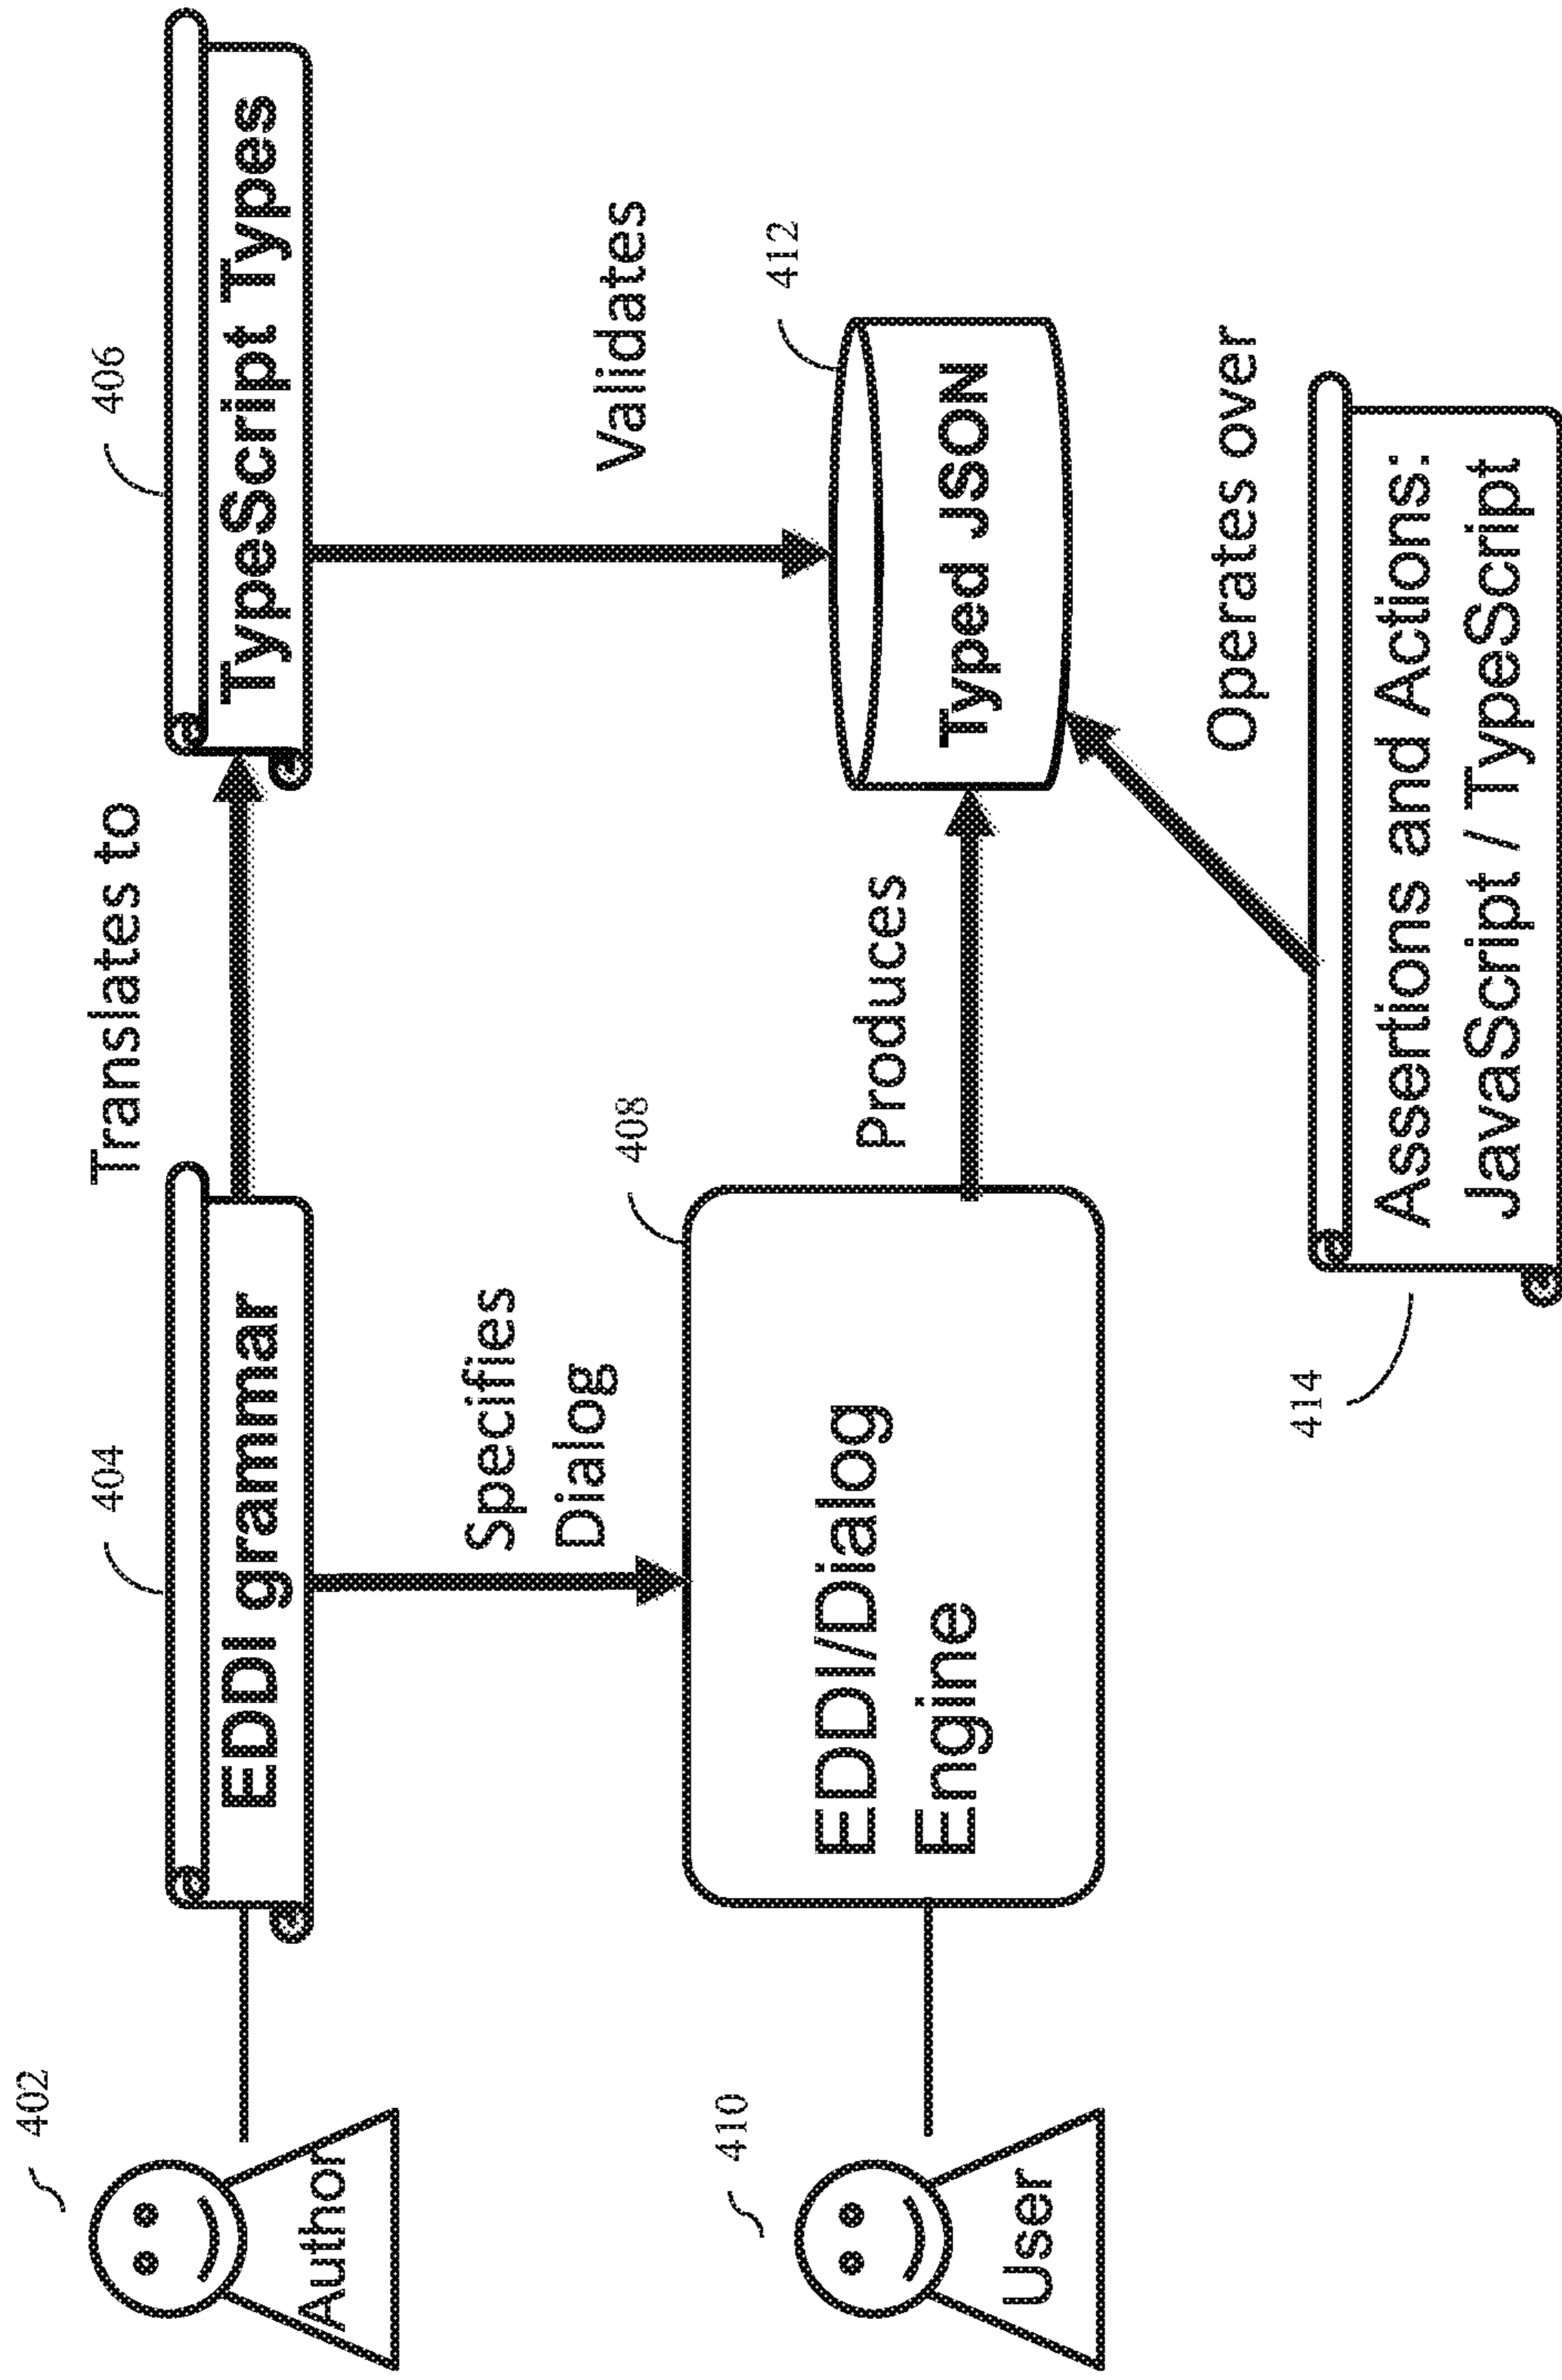 402
Author
404
EDDI grammar
Translates to
406
TypeScript Types
Specifies
Dialog
Validates
410
User
408
EDDI/Dialog
Engine
Produces
412
Typed JSON
Operates over
414
Assertions and Actions:
JavaScript / TypeScript